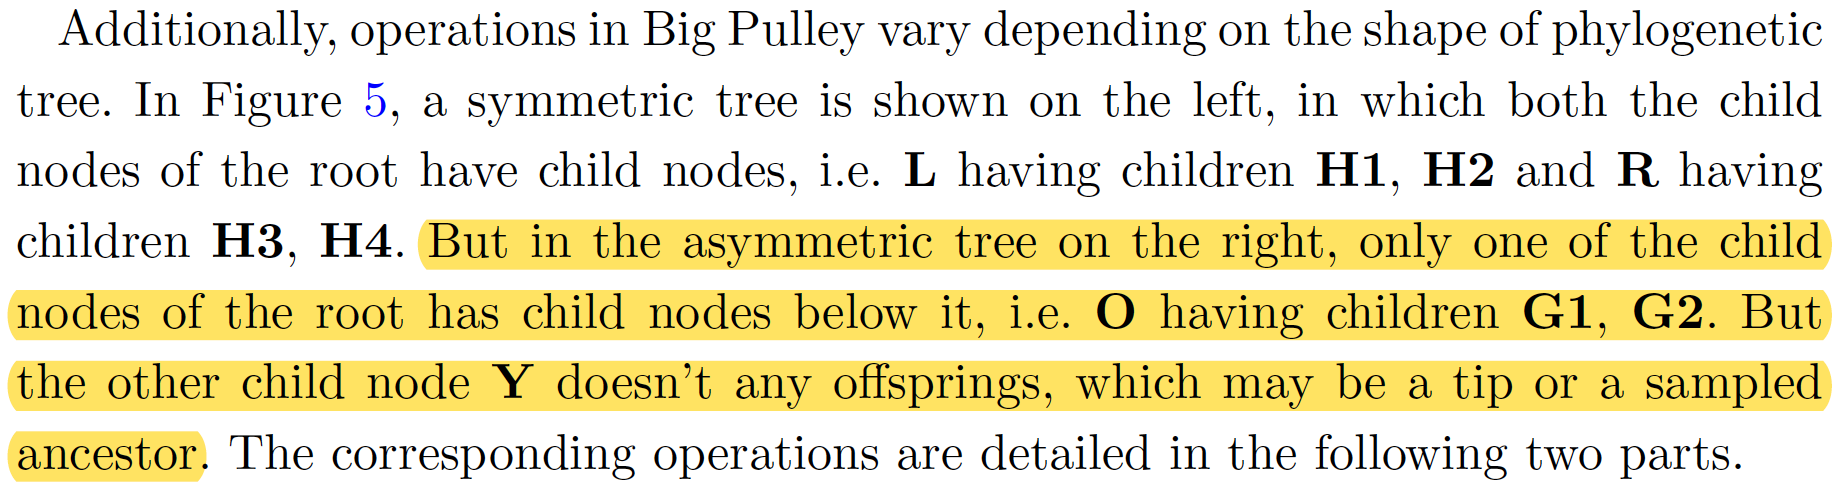 Additionally, operations in Big Pulley vary depending on the shape of phylogenetic
tree. In Figure 5, a symmetric tree is shown on the left, in which both the child
nodes of the root have child nodes, i.e. L having children H1, H2 and R having
children H3, H4. But in the asymmetric tree on the right, only one of the child
nodes of the root has child nodes below it, i.e. O having children G1, G2. But
the other child node Y doesn't any offsprings, which may be a tip or a sampled
ancestor. The corresponding operations are detailed in the following two parts.